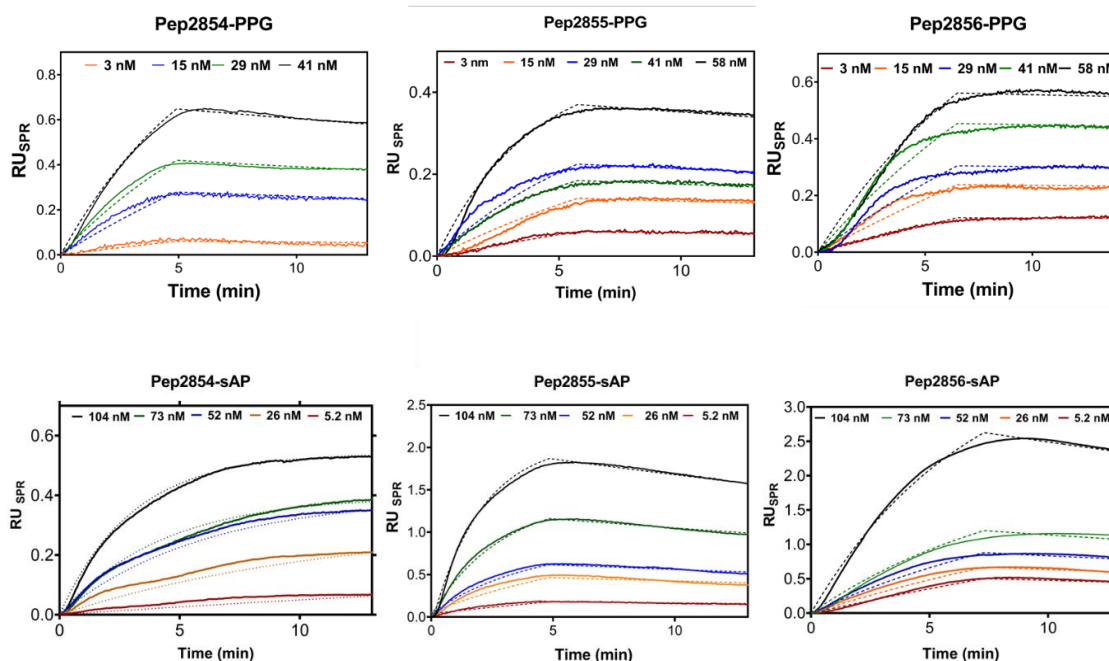 Pep2854-PPG
3 nM 15 nM 29 nM 41 nM
RU SPR
0.8
0.6
0.4
0.2
0.0
0 5 10
Time (min)
Pep2855-PPG
3 nm 15 nM 29 nM 41 nM 58 nM
RU SPR
0.4
0.2
0.0
0 5 10
Time (min)
Pep2856-PPG
3 nM 15 nM 29 nM 41 nM 58 nM
RU SPR
0.6
0.4
0.2
0.0
0 5 10
Time (min)
Pep2854-sAP
104 nM 73 nM 52 nM 26 nM 5.2 nM
RU SPR
0.6
0.4
0.2
0.0
0 5 10
Time (min)
Pep2855-sAP
104 nM 73 nM 52 nM 26 nM 5.2 nM
RU SPR
2.5
2.0
1.5
1.0
0.5
0.0
0 5 10
Time (min)
Pep2856-sAP
104 nM 73 nM 52 nM 26 nM 5.2 nM
RU SPR
3.0
2.5
2.0
1.5
1.0
0.5
0.0
0 5 10
Time (min)